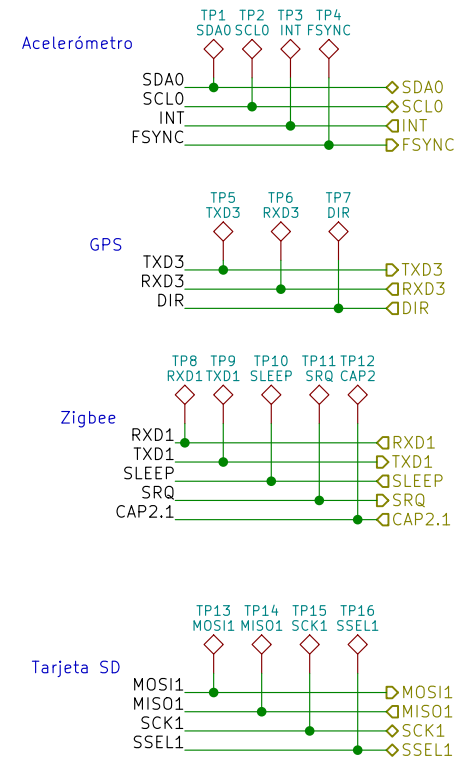 TP1 TP2 TP3 TP4
SDA0 SCL0 INT FSYNC
Acelerómetro
SDA0 SDA0
SCL0 SCL0
INT INT
FSYNC FSYNC
TP5 TP6 TP7
TXD3 RXD3 DIR
GPS
TXD3 TXD3
RXD3 RXD3
DIR DIR
TP8 TP9 TP10 TP11 TP12
RXD1 TXD1 SLEEP SRQ CAP2
Zigbee
RXD1 RXD1
TXD1 TXD1
SLEEP SLEEP
SRQ SRQ
CAP2.1 CAP2.1
TP13 TP14 TP15 TP16
MOSI1 MISO1 SCK1 SSEL1
Tarjeta SD
MOSI1 MOSI1
MISO1 MISO1
SCK1 SCK1
SSEL1 SSEL1